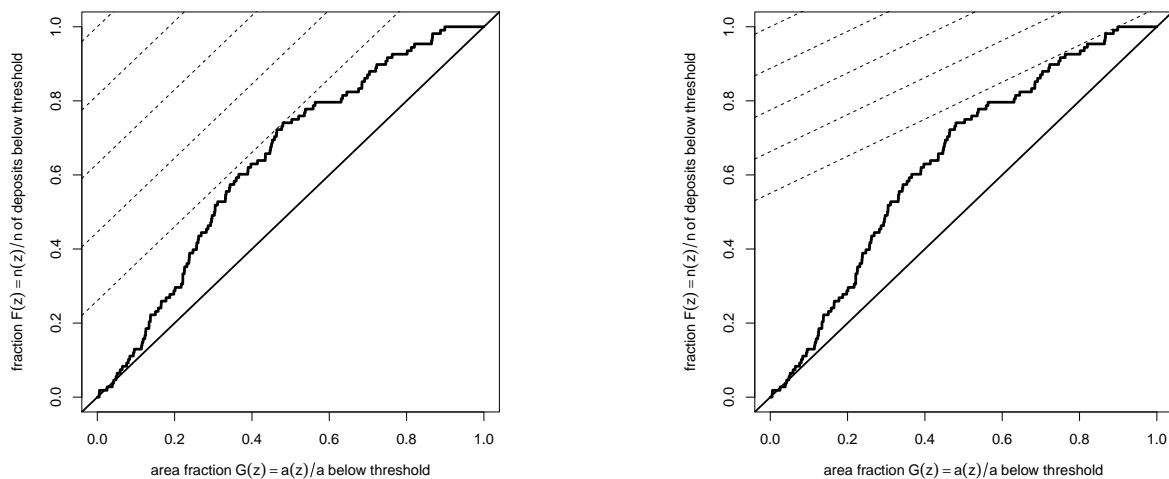 fraction F(z) = n(z)/n of deposits below threshold
1.0
0.8
0.6
0.4
0.2
0.0
0.0 0.2 0.4 0.6 0.8 1.0
area fraction G(z) = a(z)/a below threshold
fraction F(z) = n(z)/n of deposits below threshold
1.0
0.8
0.6
0.4
0.2
0.0
0.0 0.2 0.4 0.6 0.8 1.0
area fraction G(z) = a(z)/a below threshold